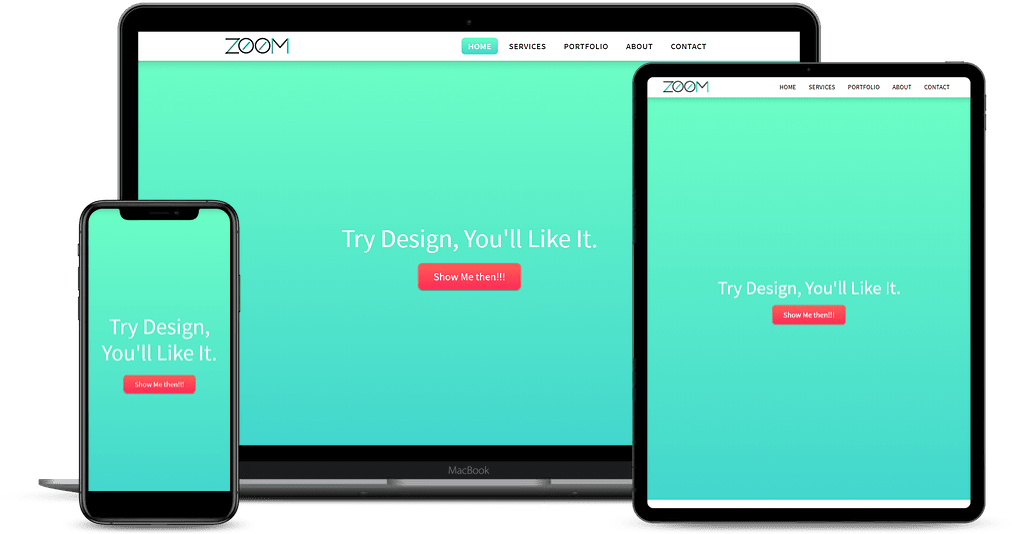 ZOOM
HOME SERVICES PORTFOLIO ABOUT CONTACT
Try Design, You'll Like It.
Show Me then!!!
MacBook
ZOOM
HOME SERVICES PORTFOLIO ABOUT CONTACT
Try Design, You'll Like It.
Show Me then!!!
Try Design,
You'll Like It.
Show Me then!!!